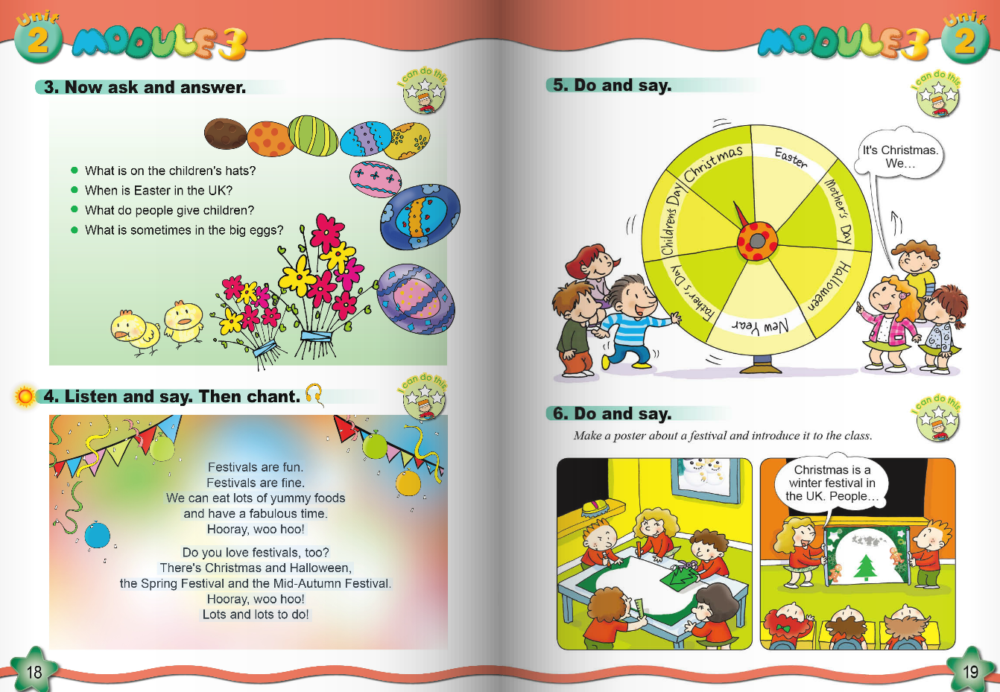 Unit
2
MODULE 3
3. Now ask and answer.
I can do this.
What is on the children's hats?
When is Easter in the UK?
What do people give children?
What is sometimes in the big eggs?
4. Listen and say. Then chant.
I can do this.
Festivals are fun.
Festivals are fine.
We can eat lots of yummy foods
and have a fabulous time.
Hooray, woo hoo!
Do you love festivals, too?
There's Christmas and Halloween,
the Spring Festival and the Mid-Autumn Festival.
Hooray, woo hoo!
Lots and lots to do!
18
MODULE 3
Unit
2
5. Do and say.
I can do this.
Christmas
Easter
Mother's Day
Halloween
New Year
Father's Day
Childrens Day
It's Christmas.
We...
6. Do and say.
I can do this.
Make a poster about a festival and introduce it to the class.
Christmas is a
winter festival in
the UK. People...
19